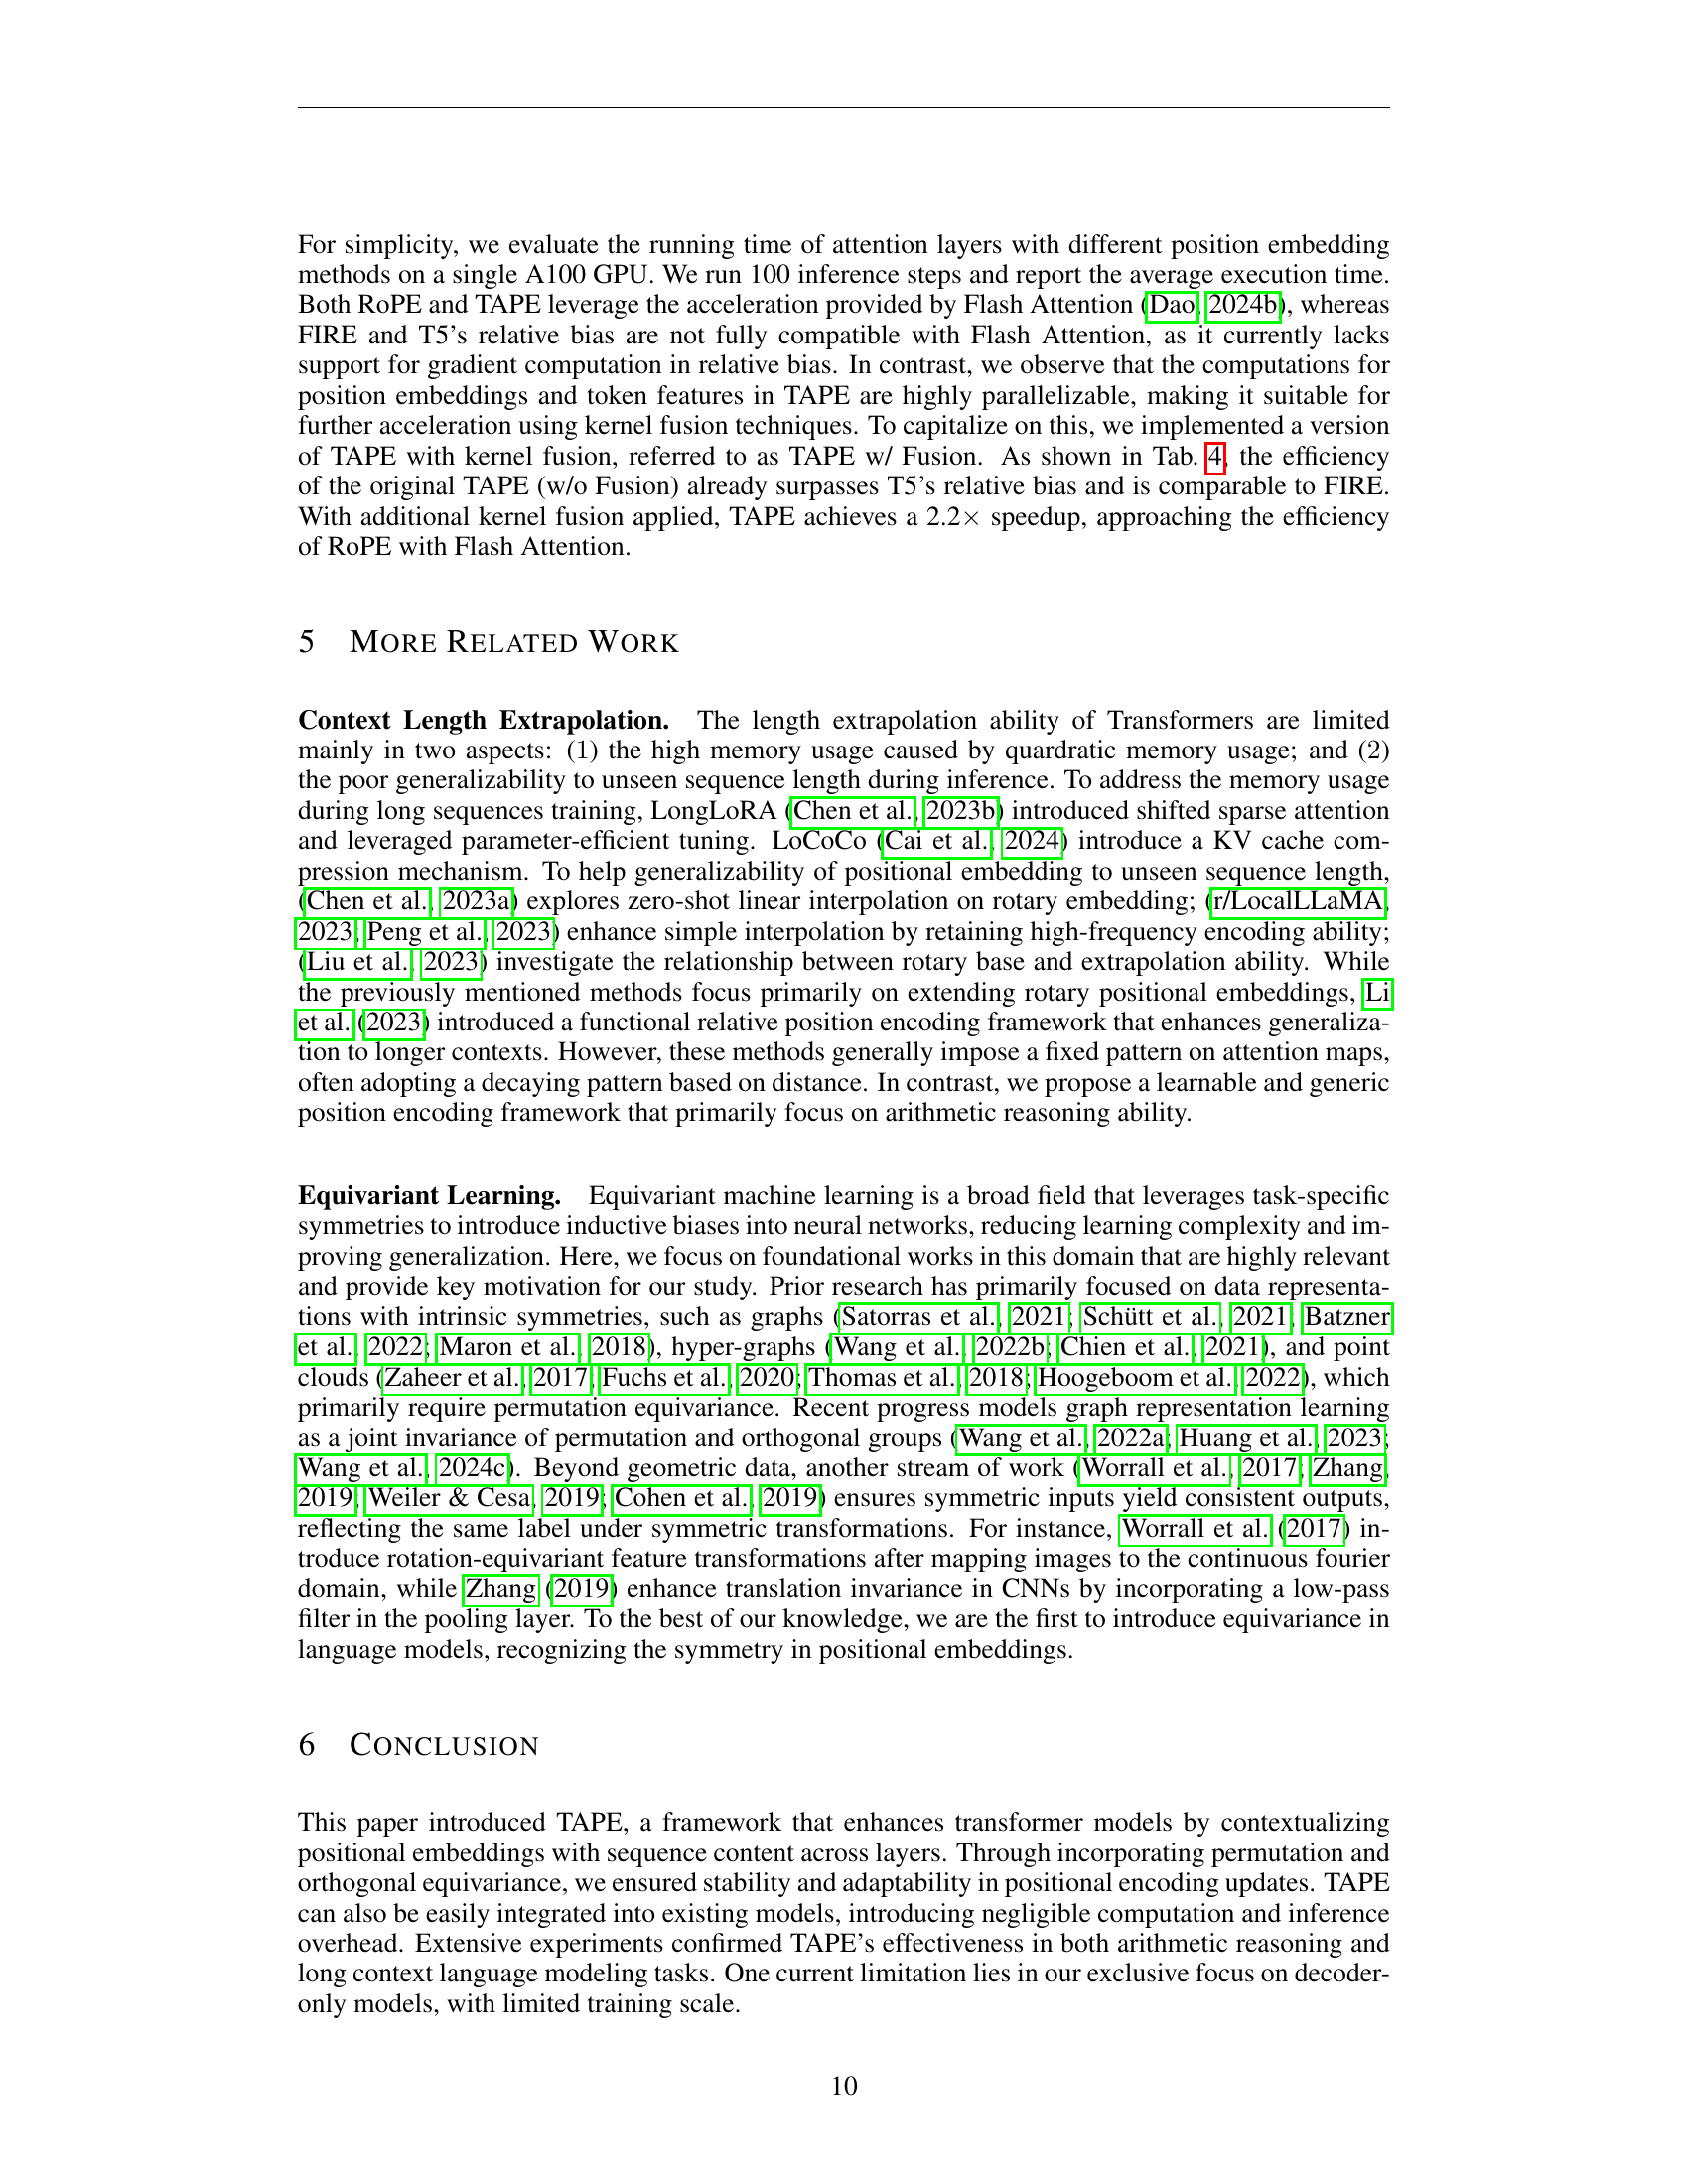 For simplicity, we evaluate the running time of attention layers with different position embedding
methods on a single A100 GPU. We run 100 inference steps and report the average execution time.
Both RoPE and TAPE leverage the acceleration provided by Flash Attention (Dao, 2024b), whereas
FIRE and T5's relative bias are not fully compatible with Flash Attention, as it currently lacks
support for gradient computation in relative bias. In contrast, we observe that the computations for
position embeddings and token features in TAPE are highly parallelizable, making it suitable for
further acceleration using kernel fusion techniques. To capitalize on this, we implemented a version
of TAPE with kernel fusion, referred to as TAPE w/ Fusion. As shown in Tab. 4, the efficiency
of the original TAPE (w/o Fusion) already surpasses T5's relative bias and is comparable to FIRE.
With additional kernel fusion applied, TAPE achieves a 2.2× speedup, approaching the efficiency
of RoPE with Flash Attention.
5 MORE RELATED WORK
Context Length Extrapolation. The length extrapolation ability of Transformers are limited
mainly in two aspects: (1) the high memory usage caused by quardratic memory usage; and (2)
the poor generalizability to unseen sequence length during inference. To address the memory usage
during long sequences training, LongLoRA (Chen et al., 2023b) introduced shifted sparse attention
and leveraged parameter-efficient tuning. LoCoCo (Cai et al., 2024) introduce a KV cache com-
pression mechanism. To help generalizability of positional embedding to unseen sequence length,
(Chen et al., 2023a) explores zero-shot linear interpolation on rotary embedding; (r/LocalLLaMA,
2023; Peng et al., 2023) enhance simple interpolation by retaining high-frequency encoding ability;
(Liu et al., 2023) investigate the relationship between rotary base and extrapolation ability. While
the previously mentioned methods focus primarily on extending rotary positional embeddings, Li
et al. (2023) introduced a functional relative position encoding framework that enhances generaliza-
tion to longer contexts. However, these methods generally impose a fixed pattern on attention maps,
often adopting a decaying pattern based on distance. In contrast, we propose a learnable and generic
position encoding framework that primarily focus on arithmetic reasoning ability.
Equivariant Learning. Equivariant machine learning is a broad field that leverages task-specific
symmetries to introduce inductive biases into neural networks, reducing learning complexity and im-
proving generalization. Here, we focus on foundational works in this domain that are highly relevant
and provide key motivation for our study. Prior research has primarily focused on data representa-
tions with intrinsic symmetries, such as graphs (Satorras et al., 2021; Schütt et al., 2021; Batzner
et al., 2022; Maron et al., 2018), hyper-graphs (Wang et al., 2022b; Chien et al., 2021), and point
clouds (Zaheer et al., 2017; Fuchs et al., 2020; Thomas et al., 2018; Hoogeboom et al., 2022), which
primarily require permutation equivariance. Recent progress models graph representation learning
as a joint invariance of permutation and orthogonal groups (Wang et al., 2022a; Huang et al., 2023;
Wang et al., 2024c). Beyond geometric data, another stream of work (Worrall et al., 2017; Zhang,
2019; Weiler & Cesa, 2019; Cohen et al., 2019) ensures symmetric inputs yield consistent outputs,
reflecting the same label under symmetric transformations. For instance, Worrall et al. (2017) in-
troduce rotation-equivariant feature transformations after mapping images to the continuous fourier
domain, while Zhang (2019) enhance translation invariance in CNNs by incorporating a low-pass
filter in the pooling layer. To the best of our knowledge, we are the first to introduce equivariance in
language models, recognizing the symmetry in positional embeddings.
6 CONCLUSION
This paper introduced TAPE, a framework that enhances transformer models by contextualizing
positional embeddings with sequence content across layers. Through incorporating permutation and
orthogonal equivariance, we ensured stability and adaptability in positional encoding updates. TAPE
can also be easily integrated into existing models, introducing negligible computation and inference
overhead. Extensive experiments confirmed TAPE's effectiveness in both arithmetic reasoning and
long context language modeling tasks. One current limitation lies in our exclusive focus on decoder-
only models, with limited training scale.
10